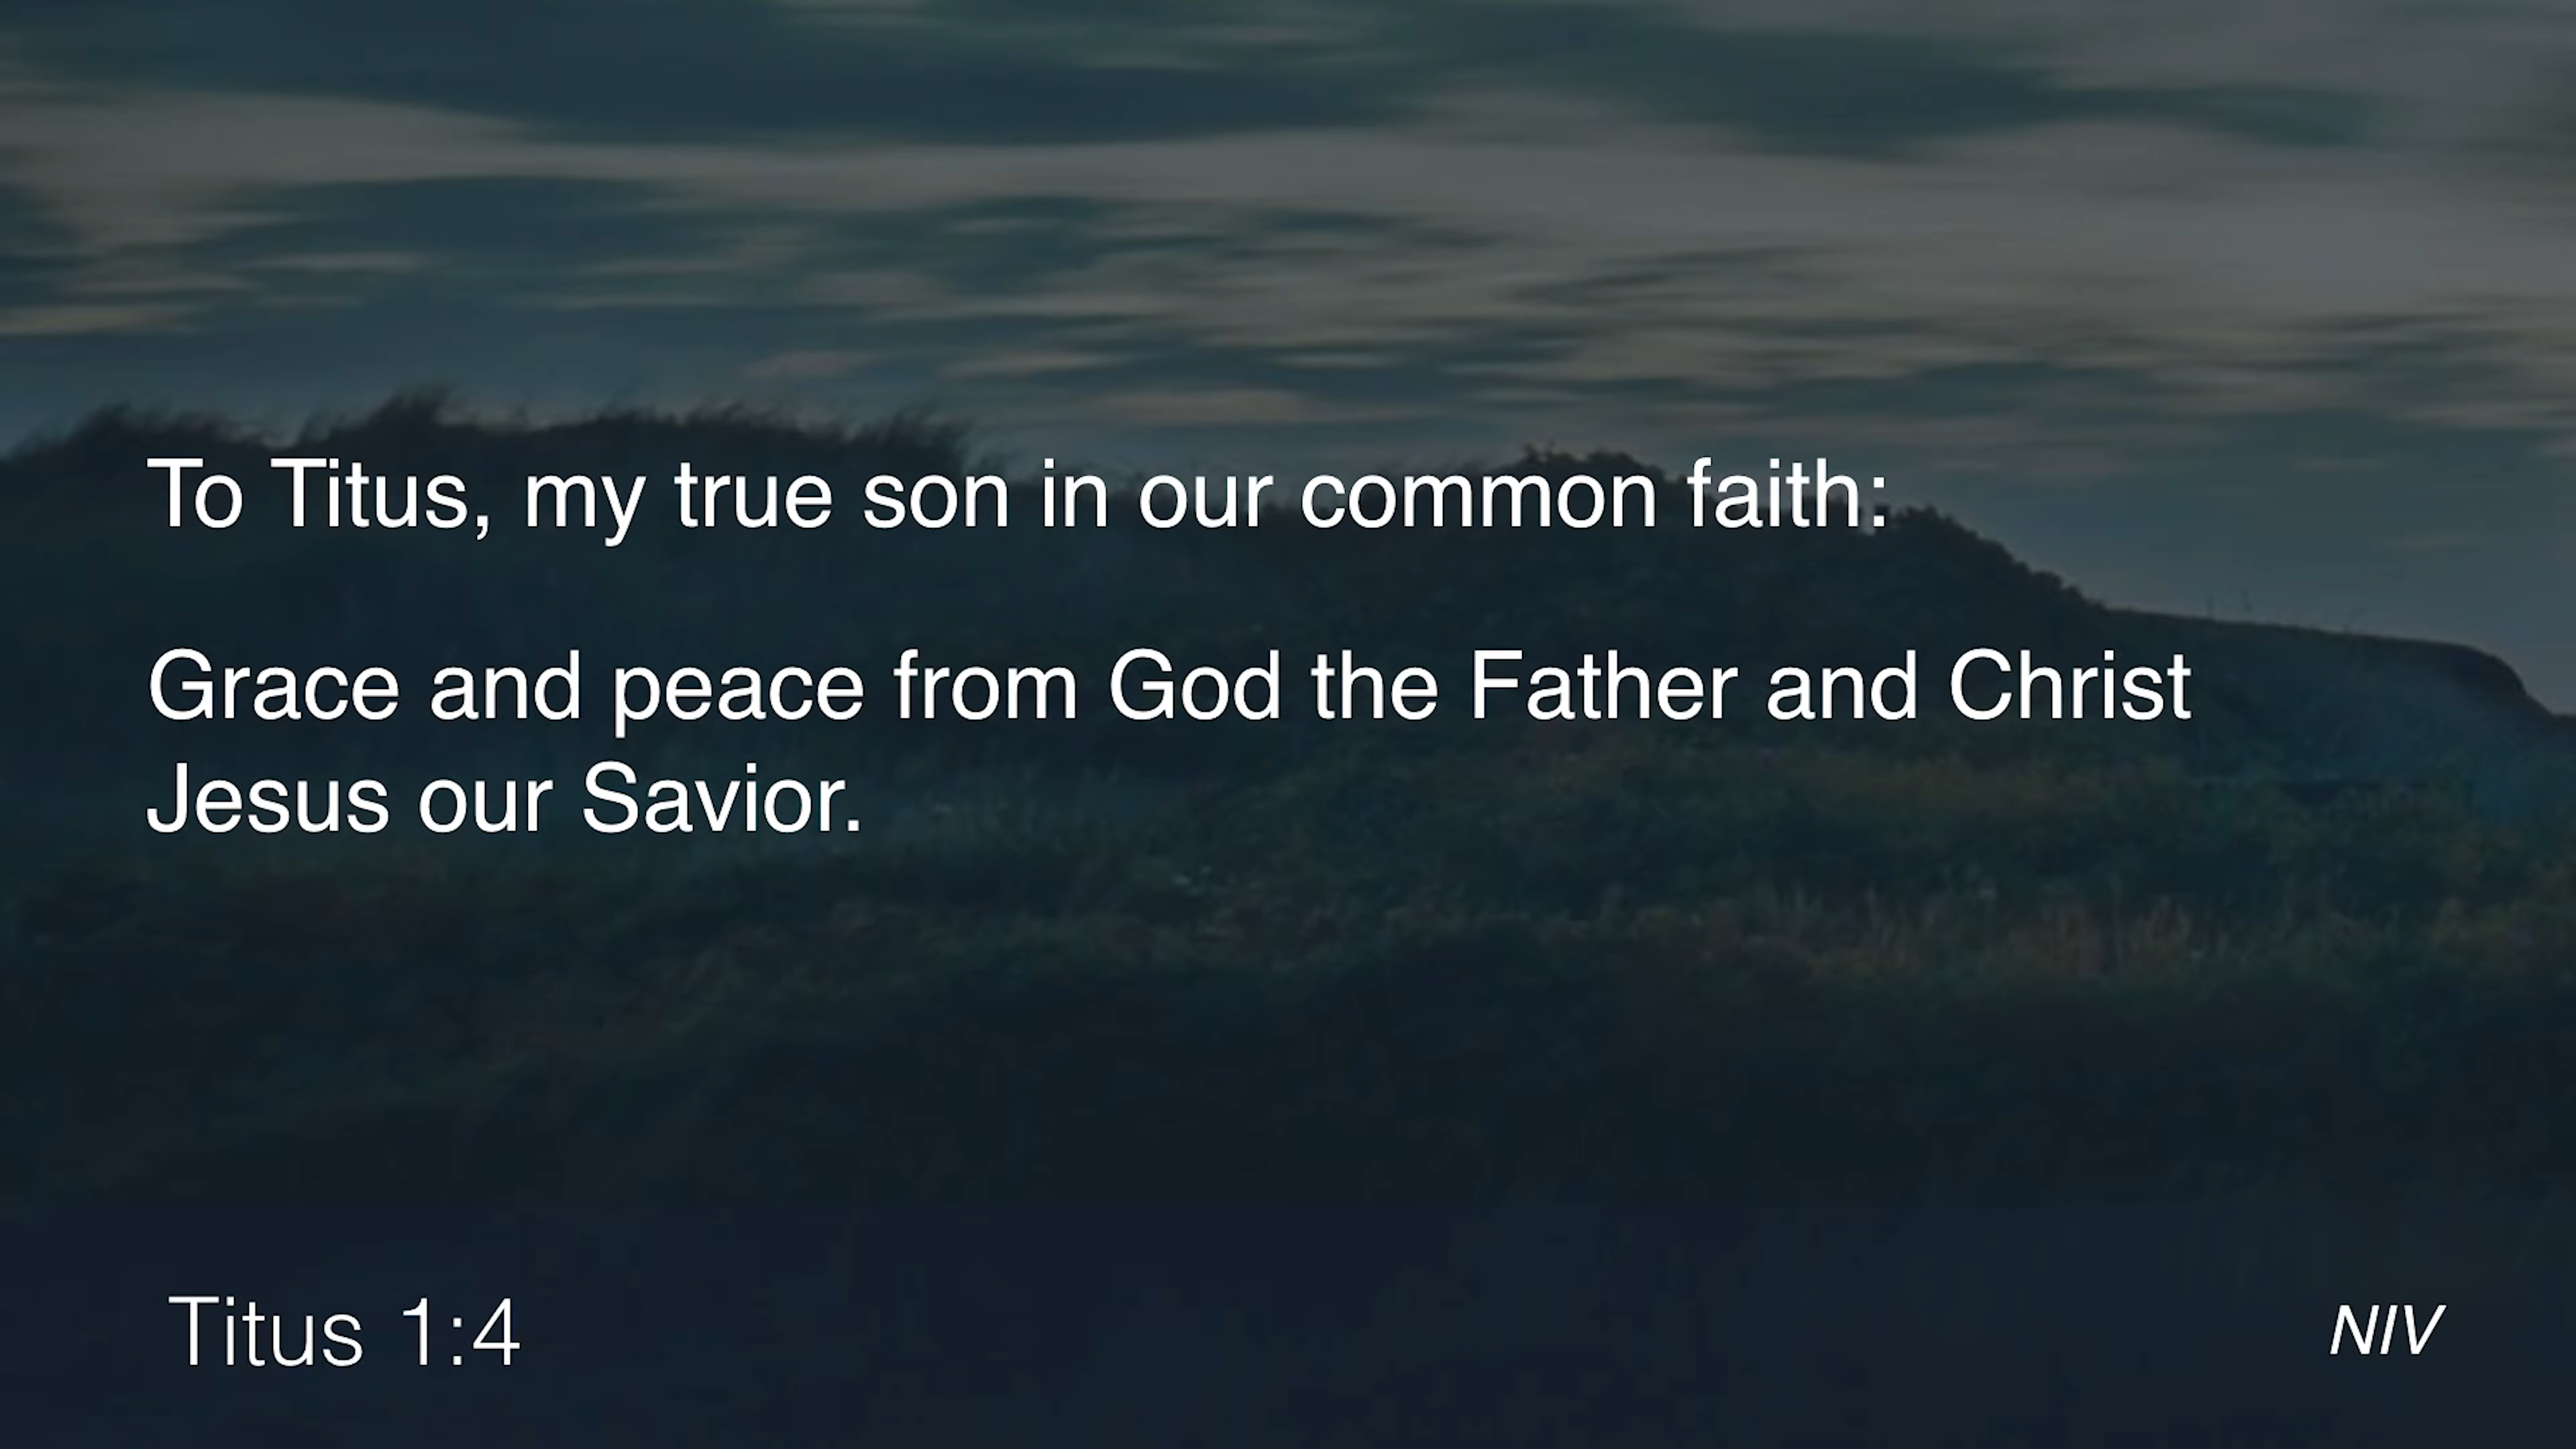 To Titus, my true son in our common faith:
Grace and peace from God the Father and Christ
Jesus our Savior.
Titus 1:4
NIV